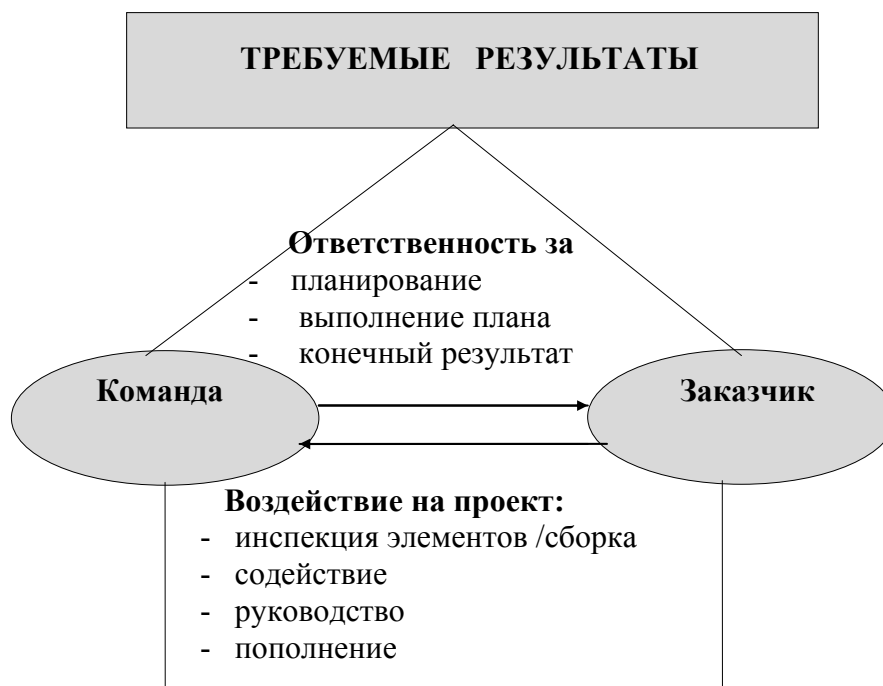 ТРЕБУЕМЫЕ РЕЗУЛЬТАТЫ
Ответственность за
- планирование
- выполнение плана
- конечный результат
Команда
Заказчик
Воздействие на проект:
- инспекция элементов /сборка
- содействие
- руководство
- пополнение